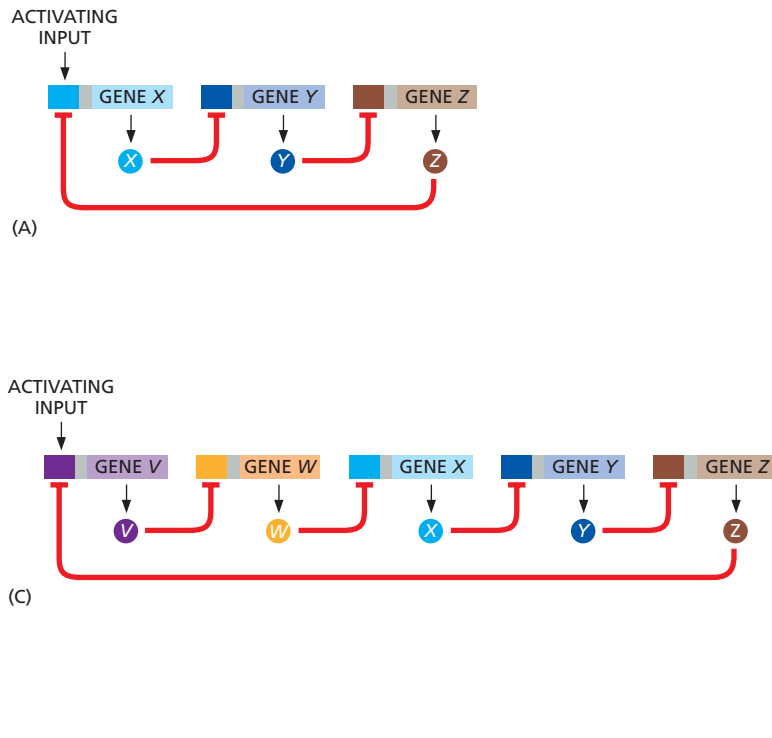 ACTIVATING
INPUT
GENE X GENE Y GENE Z
X Y Z
(A)
ACTIVATING
INPUT
GENE V GENE W GENE X GENE Y GENE Z
V W X Y Z
(C)